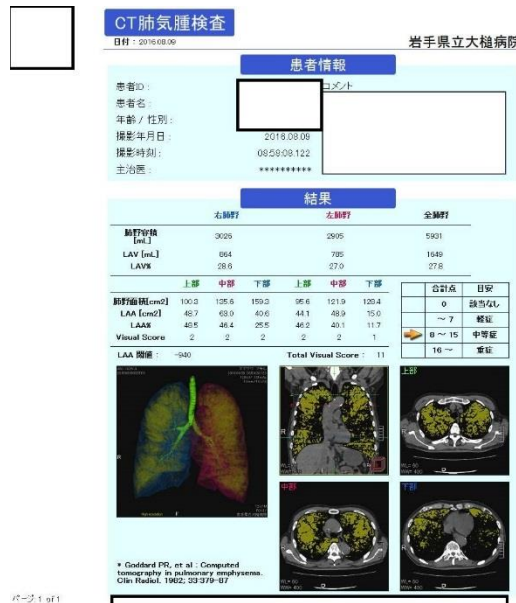 CT肺気腫検査
日付：2016.08.09
岩手県立大槌病院
患者情報
患者ID :
コメント
患者名 :
年齢 / 性別 :
撮影年月日 : 2016.08.09
撮影時刻 : 08:58:08.122
主治医 : **********
結果
右肺野 左肺野 全肺野
肺野容積 [mL] 3026 2905 5931
LAV [mL] 864 785 1649
LAV% 28.6 27.0 27.8
上部 中部 下部 上部 中部 下部
肺野面積[cm2] 100.3 135.6 159.3 95.6 121.9 128.4
LAA [cm2] 48.7 63.0 40.6 44.1 48.9 15.0
LAA% 48.5 46.4 25.5 46.2 40.1 11.7
Visual Score 2 2 2 2 2 1
合計点 目安
0 該当なし
～ 7 軽症
8 ～ 15 中等症
16 ～ 重症
LAA 閾値 : -940 Total Visual Score : 11
上部
中部
下部
* Goddard PR, et al : Computed
tomography in pulmonary emphysema.
Clin Radiol. 1982; 33:379-87
ページ:1 of 1